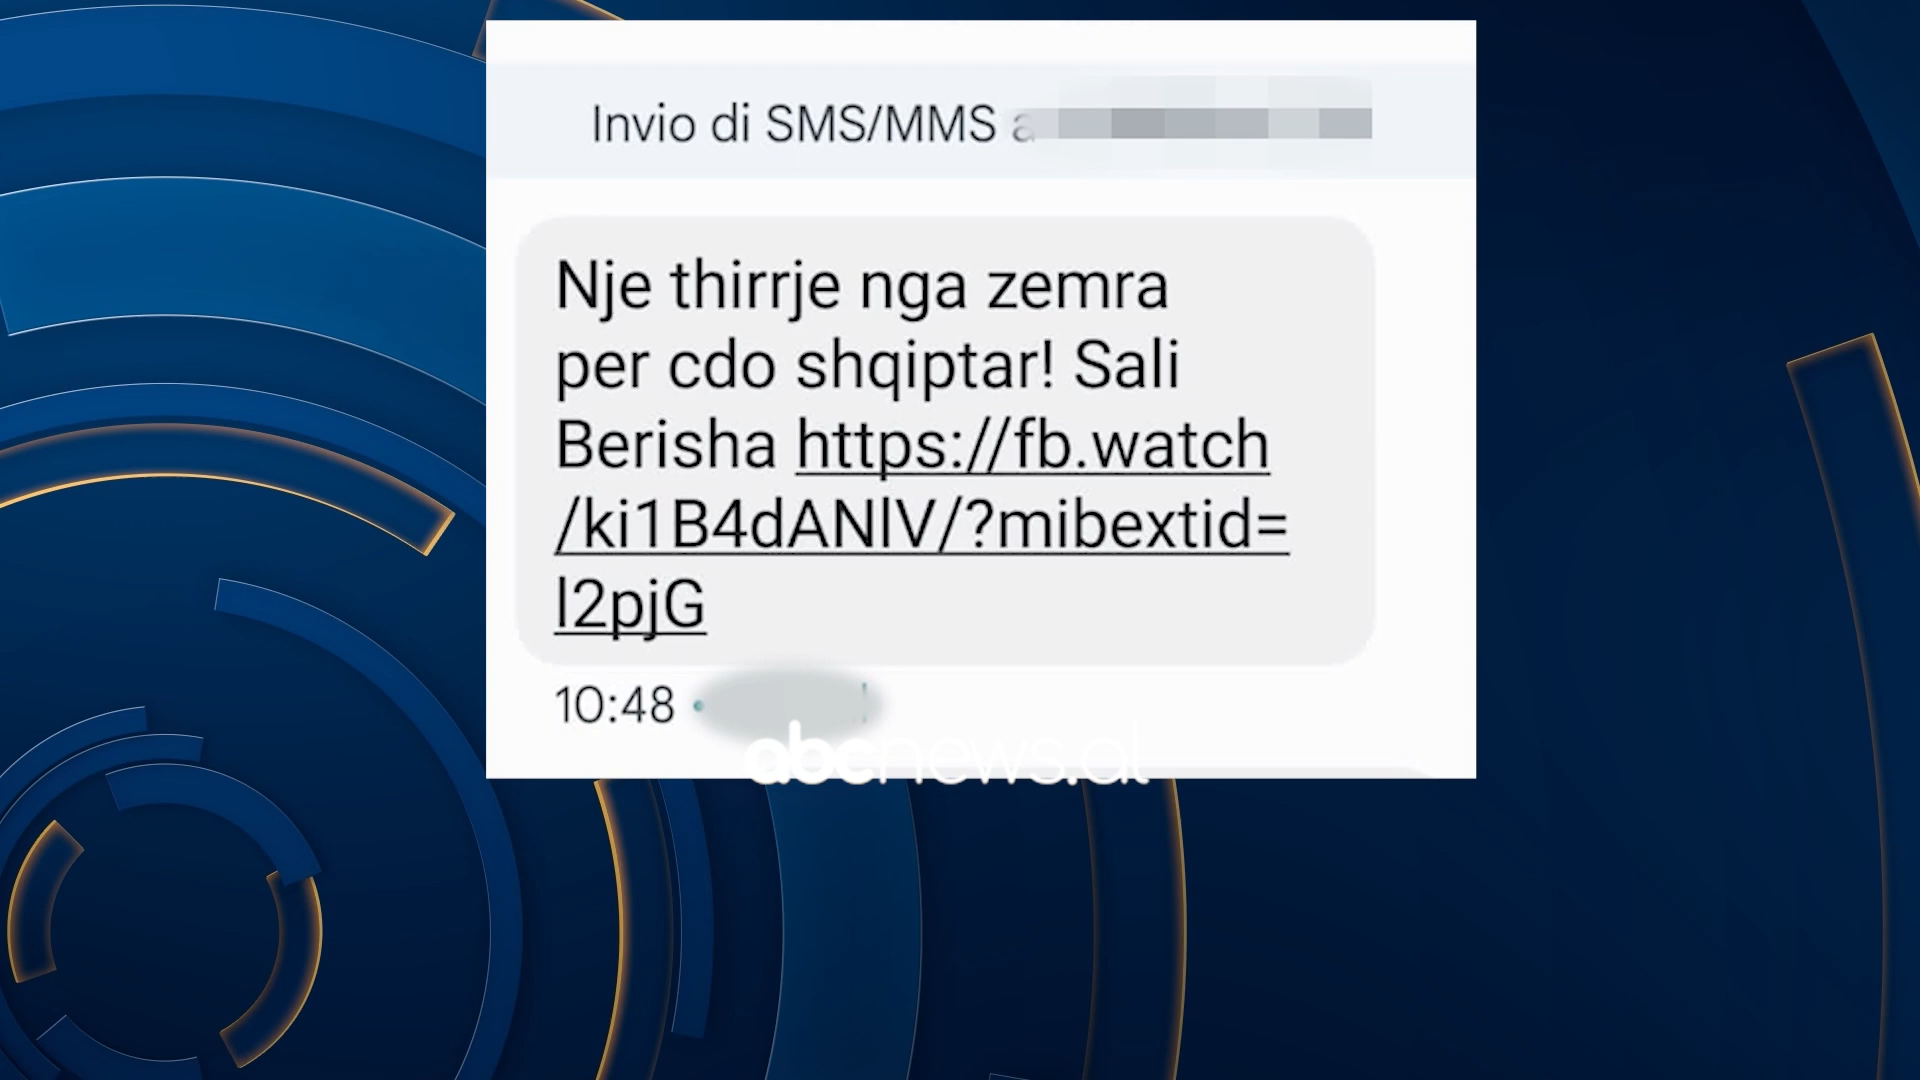 Invio di SMS/MMS a
Nje thirrje nga zemra
per cdo shqiptar! Sali
Berisha https://fb.watch
/ki1B4dANlV/?mibextid=
l2pjG
10:48 •
abcnews.al